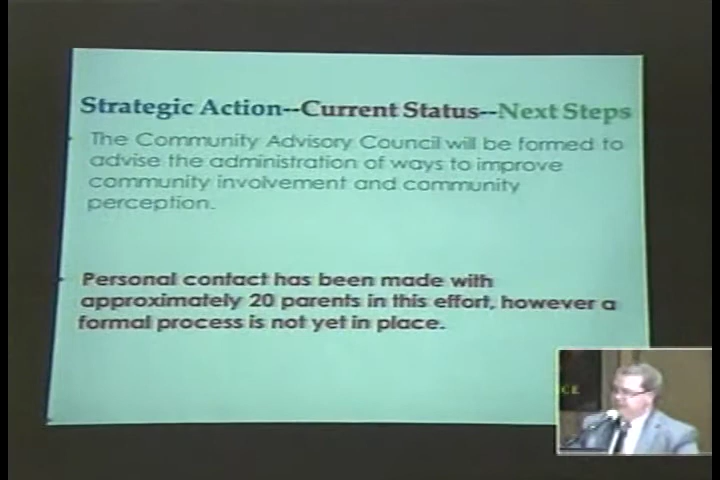 Strategic Action--Current Status--Next Steps
The Community Advisory Council will be formed to
advise the administration of ways to improve
community involvement and community
perception.
Personal contact has been made with
approximately 20 parents in this effort, however a
formal process is not yet in place.
CE